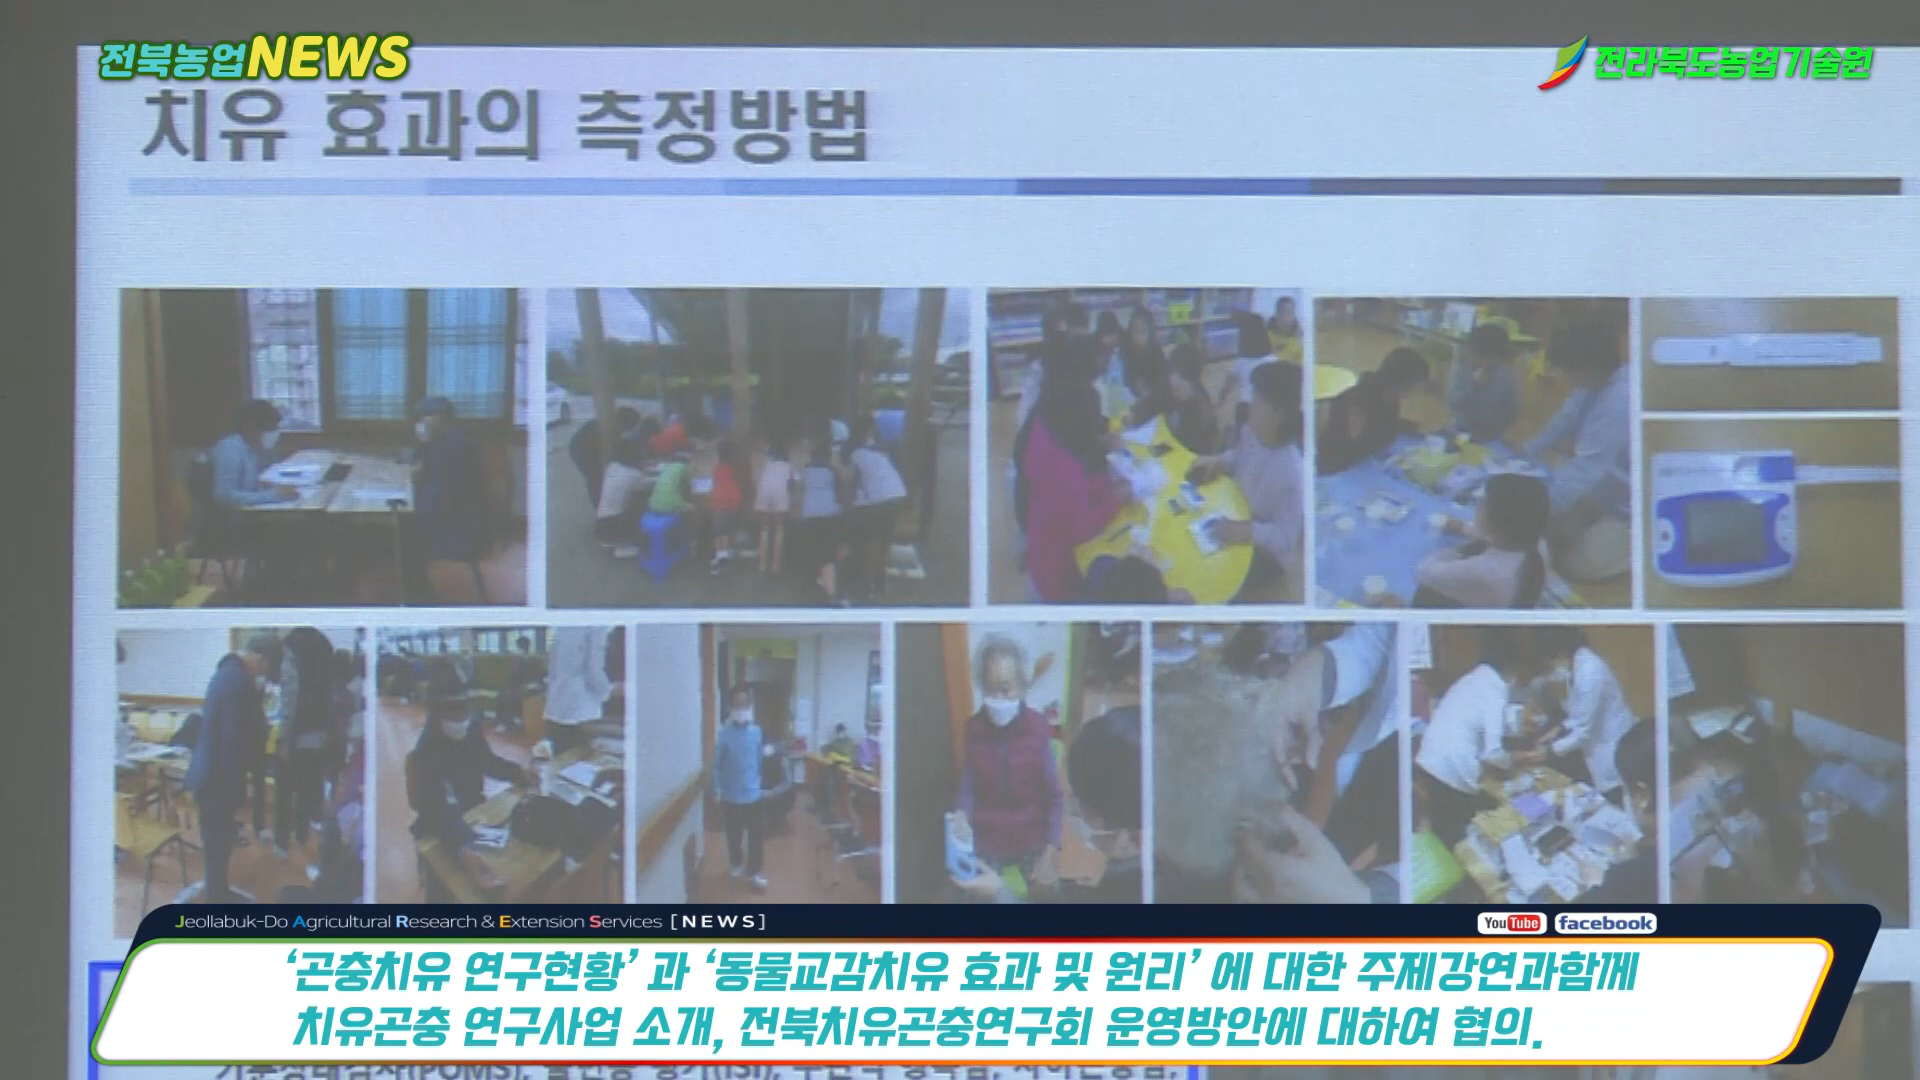 전북농업NEWS
전라북도농업기술원
치유 효과의 측정방법
Jeollabuk-Do Agricultural Research & Extension Services [NEWS]
YouTube facebook
‘곤충치유 연구현황’ 과 ‘동물교감치유 효과 및 원리’ 에 대한 주제강연과함께
치유곤충 연구사업 소개, 전북치유곤충연구회 운영방안에 대하여 협의.